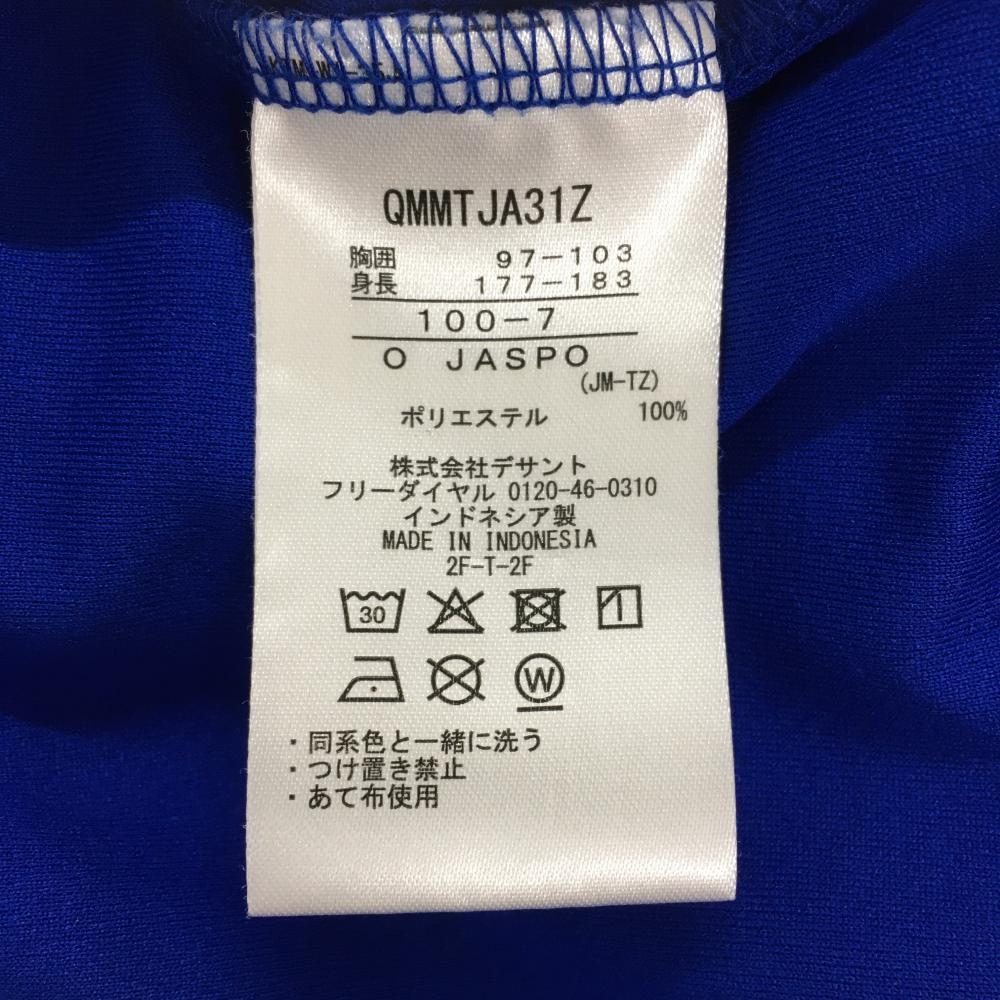 QMMTJA31Z
胸囲 97-103
身長 177-183
100-7
O JASPO
(JM-TZ)
ポリエステル 100%
株式会社デサント
フリーダイヤル 0120-46-0310
インドネシア製
MADE IN INDONESIA
2F-T-2F
30
W
・同系色と一緒に洗う
・つけ置き禁止
・あて布使用